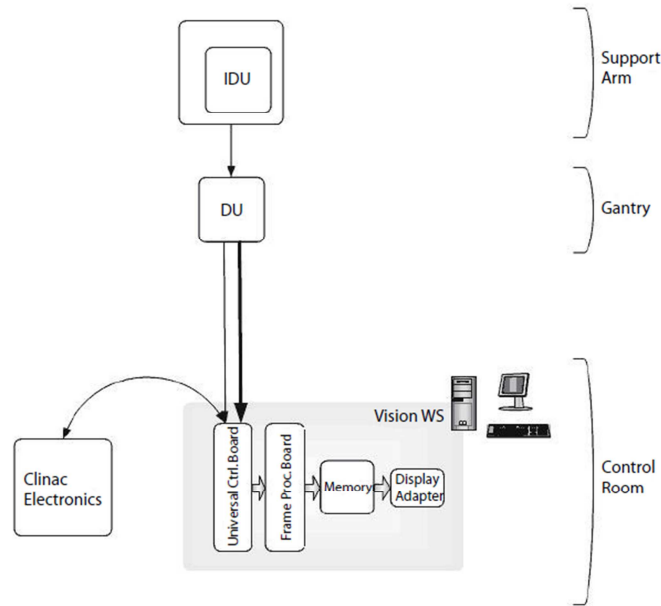 IDU
Support
Arm
DU
Gantry
Vision WS
Clinac
Electronics
Universal Ctrl.Board
Frame Proc.Board
Memory
Display
Adapter
Control
Room